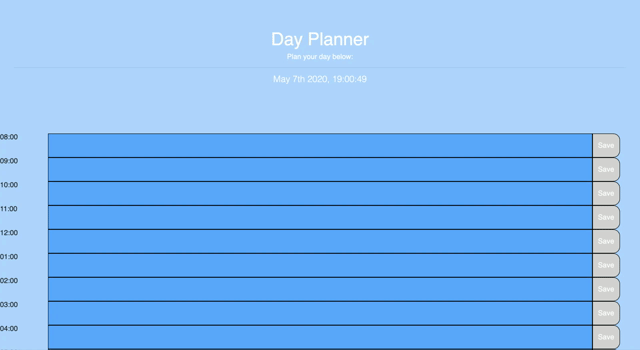 Day Planner
Plan your day below:
May 7th 2020, 19:00:49
08:00 Save
09:00 Save
10:00 Save
11:00 Save
12:00 Save
01:00 Save
02:00 Save
03:00 Save
04:00 Save